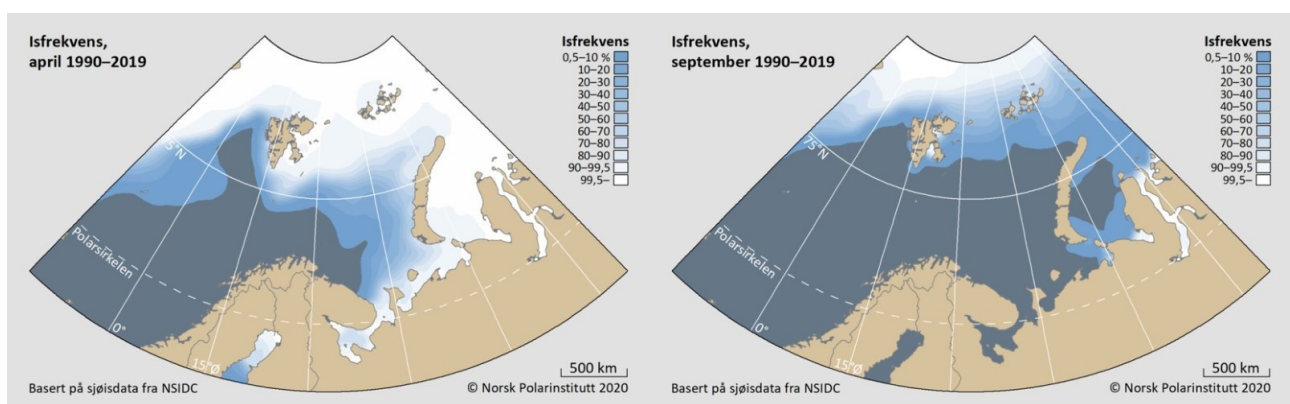 Isfrekvens,
april 1990–2019
Isfrekvens
0,5–10 %
10–20
20–30
30–40
40–50
50–60
60–70
70–80
80–90
90–99,5
99,5–
75°N
Polarsirkelen
0°
15°Ø
500 km
Basert på sjøisdata fra NSIDC
© Norsk Polarinstitutt 2020
Isfrekvens,
september 1990–2019
Isfrekvens
0,5–10 %
10–20
20–30
30–40
40–50
50–60
60–70
70–80
80–90
90–99,5
99,5–
75°N
Polarsirkelen
0°
15°Ø
500 km
Basert på sjøisdata fra NSIDC
© Norsk Polarinstitutt 2020